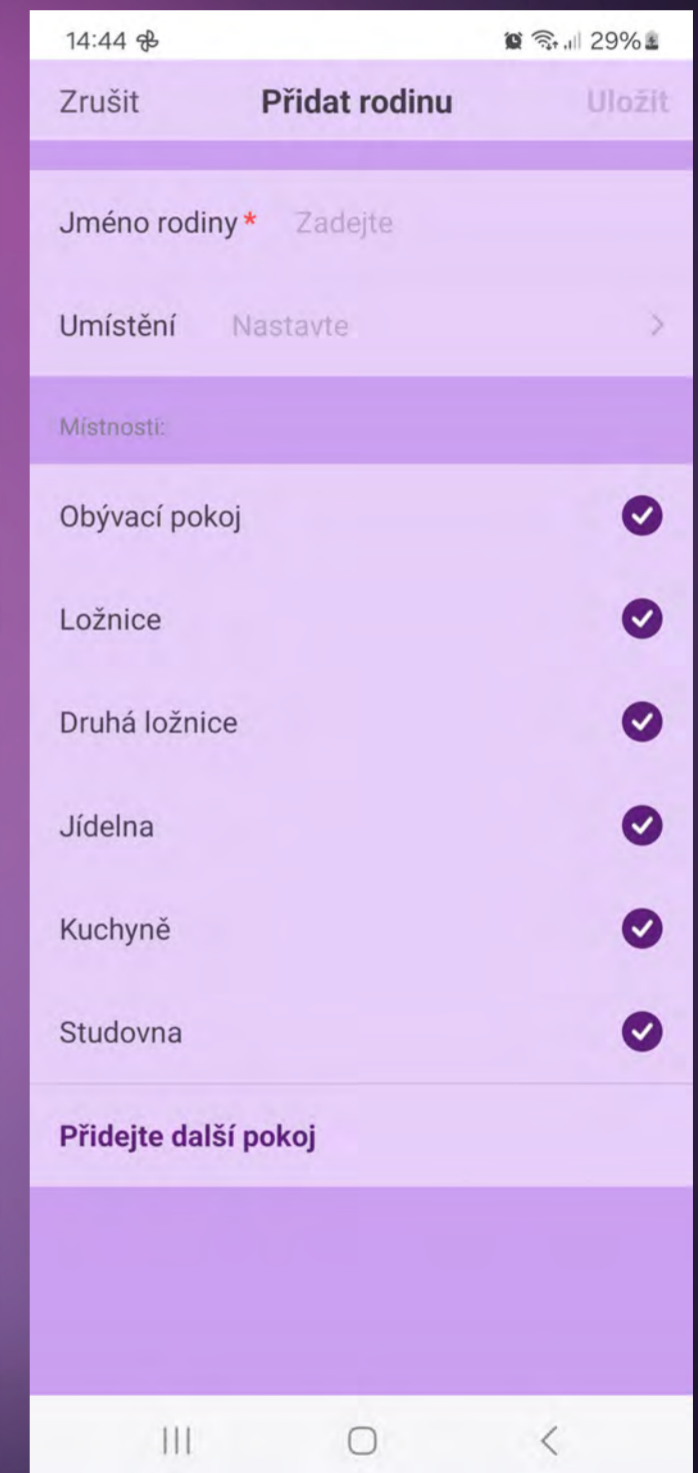 14:44 29%
Zrušit Přidat rodinu Uložit
Jméno rodiny* Zadejte
Umístění Nastavte
Místnosti:
Obývací pokoj
Ložnice
Druhá ložnice
Jídelna
Kuchyně
Studovna
Přidejte další pokoj